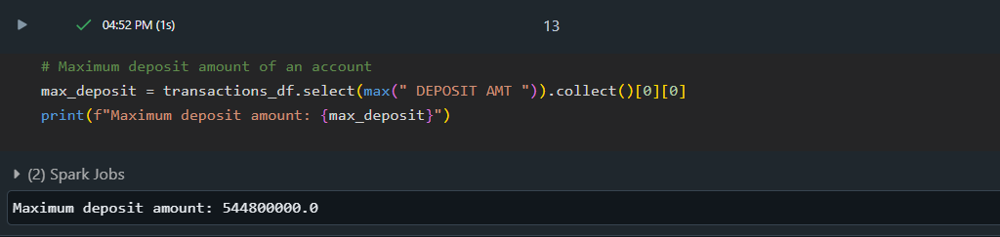 04:52 PM (1s)
13
# Maximum deposit amount of an account
max_deposit = transactions_df.select(max(" DEPOSIT AMT ")).collect()[0][0]
print(f"Maximum deposit amount: {max_deposit}")
(2) Spark Jobs
Maximum deposit amount: 544800000.0